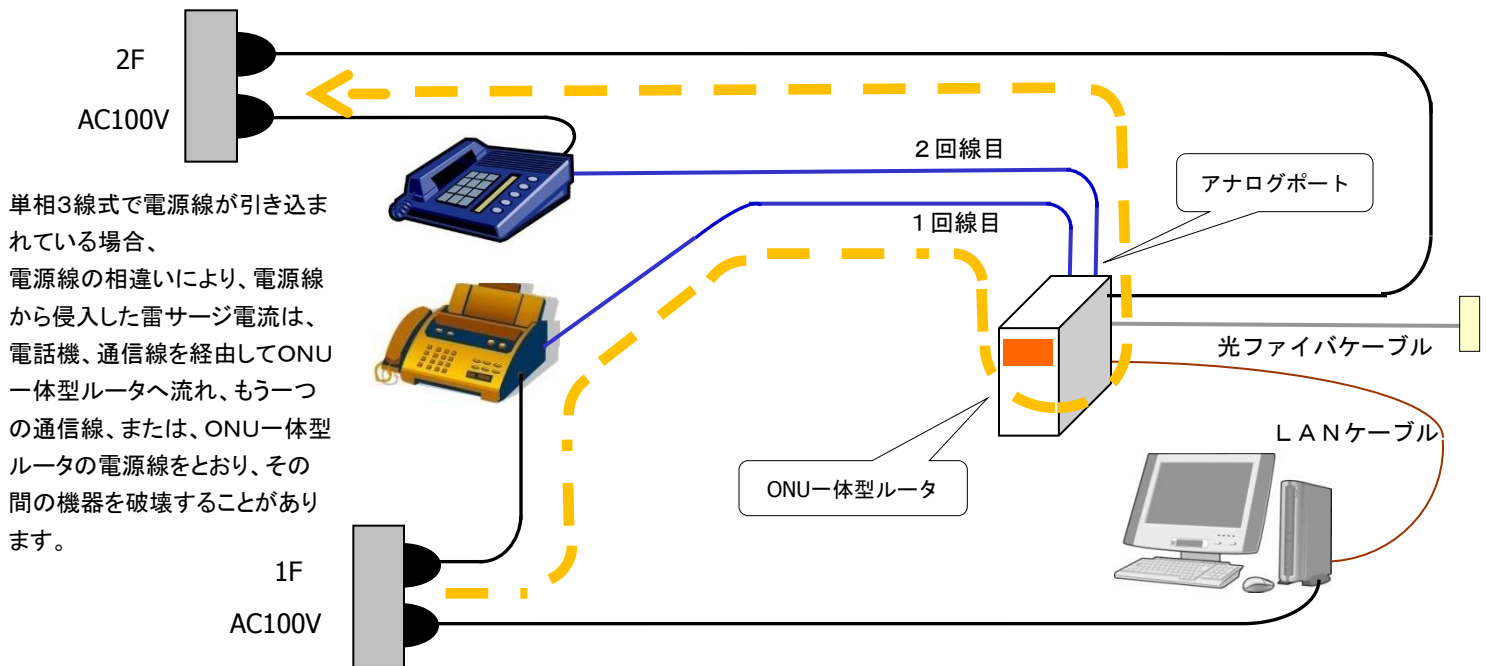 2F
AC100V
2回線目
アナログポート
単相3線式で電源線が引き込ま
れている場合、
電源線の相違いにより、電源線
から侵入した雷サージ電流は、
電話機、通信線を経由してONU
一体型ルータへ流れ、もう一つ
の通信線、または、ONU一体型
ルータの電源線をとおり、その
間の機器を破壊することがあり
ます。
1回線目
光ファイバケーブル
LANケーブル
ONU一体型ルータ
1F
AC100V